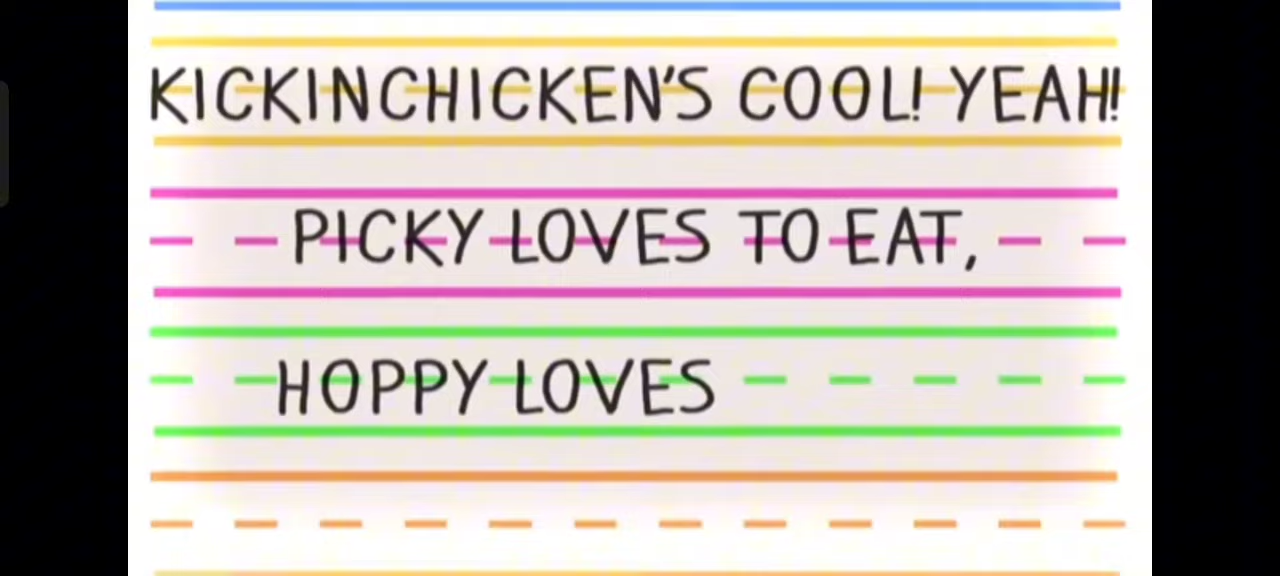 KICKINCHICKEN'S COOL! YEAH!
PICKY LOVES TO EAT,
HOPPY LOVES